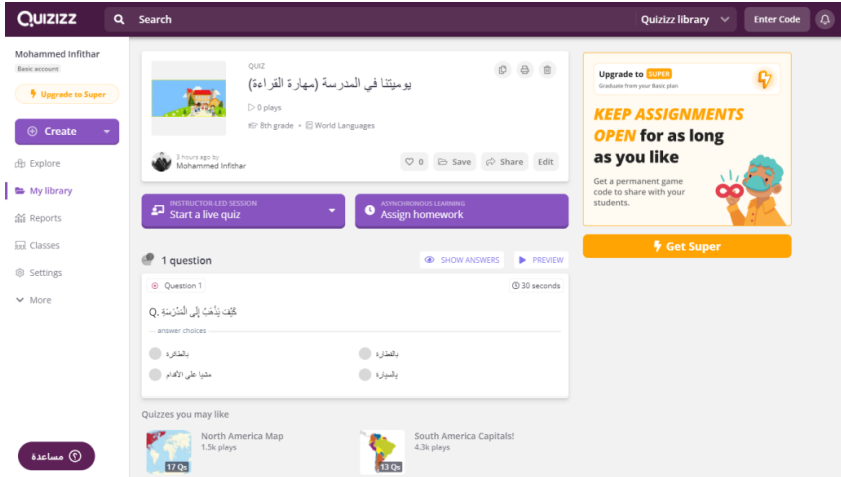 QUIZIZZ
Search
Quizizz library
Enter Code
Mohammed Infithar
Basic account
Upgrade to Super
Create
Explore
My library
Reports
Classes
Settings
More
مساعدة
QUIZ
يوميتنا في المدرسة (مهارة القراءة)
0 plays
8th grade • World Languages
3 hours ago by
Mohammed Infithar
0
Save
Share
Edit
INSTRUCTOR-LED SESSION
Start a live quiz
ASYNCHRONOUS LEARNING
Assign homework
1 question
SHOW ANSWERS
PREVIEW
Question 1
30 seconds
Q. كَيْفَ يَذْهَبُ إِلَى الْمَدْرَسَةِ
answer choices
بالطائرة
بالقطارة
مشيا على الأقدام
بالسيارة
Quizzes you may like
North America Map
1.5k plays
17 Qs
South America Capitals!
4.3k plays
13 Qs
Upgrade to SUPER
Graduate from your Basic plan
KEEP ASSIGNMENTS
OPEN for as long
as you like
Get a permanent game
code to share with your
students.
Get Super